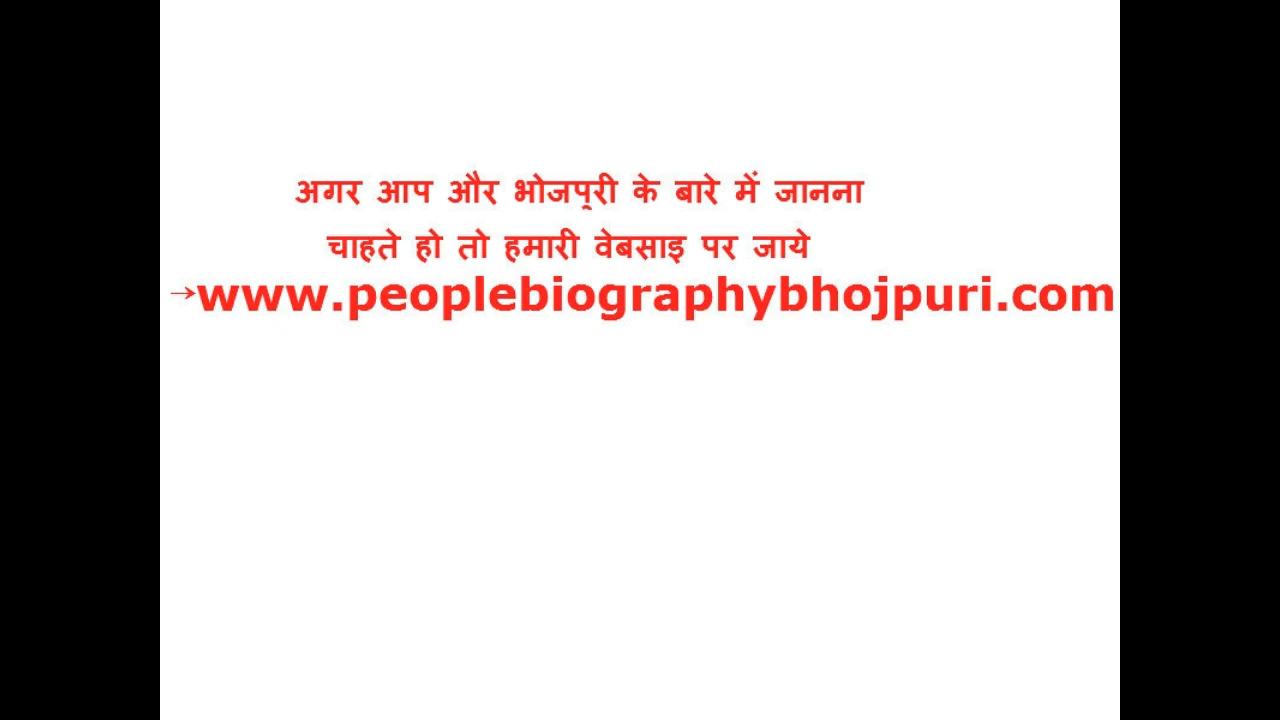 अगर आप और भोजपुरी के बारे में जानना
चाहते हो तो हमारी वेबसाइ पर जाये
→www.peoplebiographybhojpuri.com